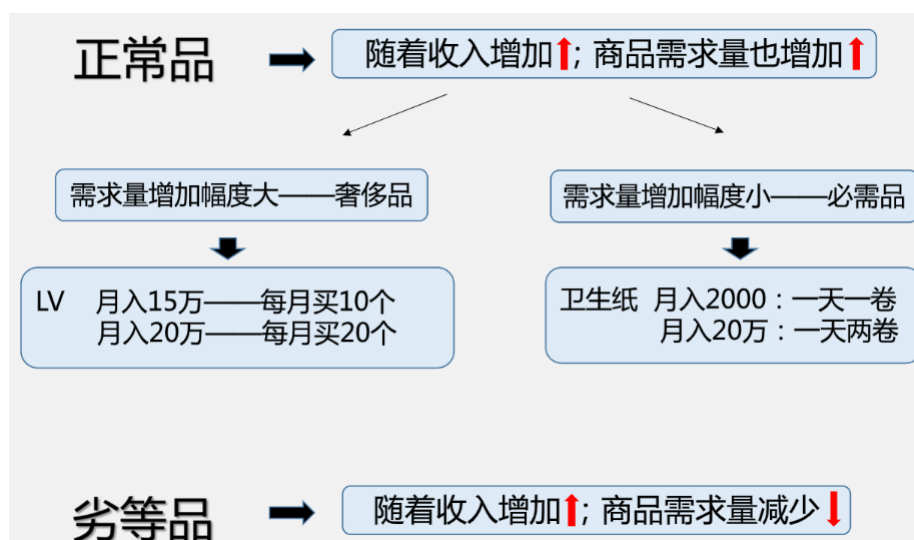 正常品
随着收入增加; 商品需求量也增加
需求量增加幅度大——奢侈品
需求量增加幅度小——必需品
LV 月入15万——每月买10个
月入20万——每月买20个
卫生纸 月入2000：一天一卷
月入20万：一天两卷
劣等品
随着收入增加; 商品需求量减少